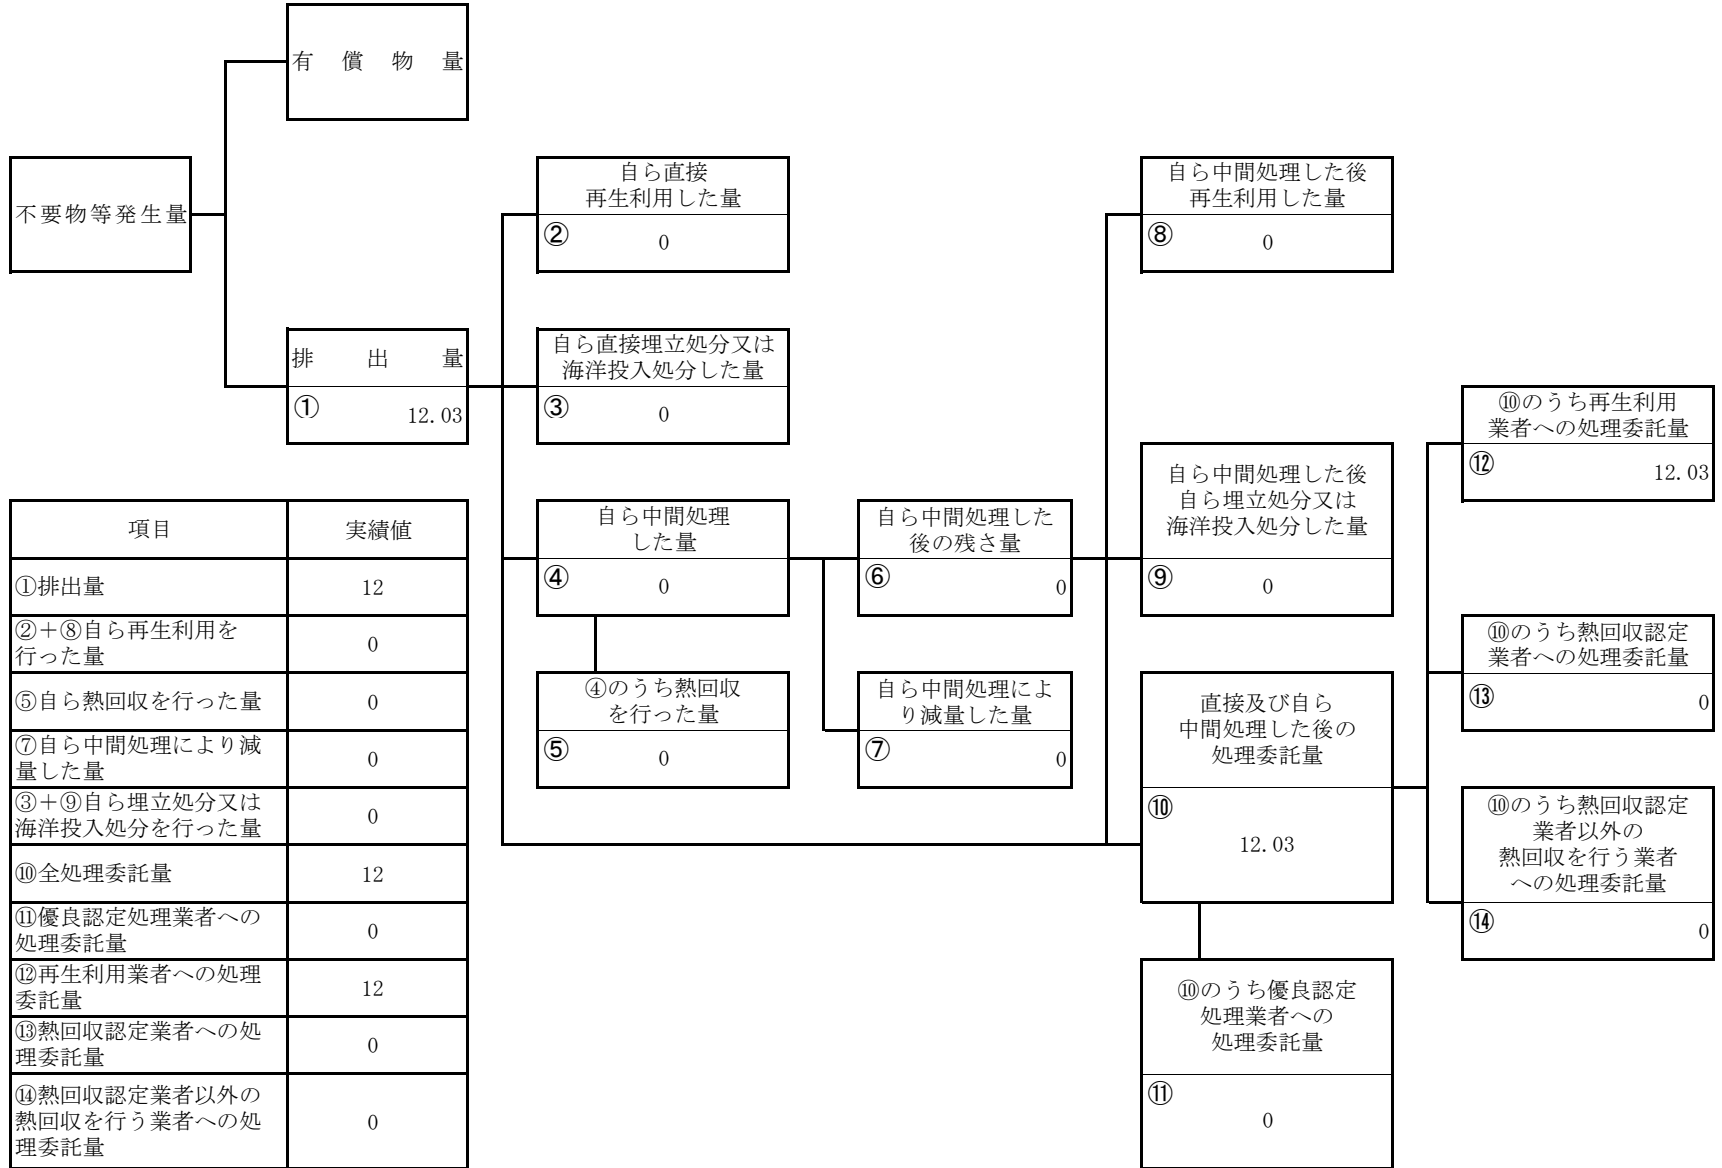 有償物量
不要物等発生量
自ら直接
再生利用した量
② 0
自ら中間処理した後
再生利用した量
⑧ 0
排出量
① 12.03
自ら直接埋立処分又は
海洋投入処分した量
③ 0
⑩のうち再生利用
業者への処理委託量
⑫ 12.03
自ら中間処理
した量
④ 0
自ら中間処理した
後の残さ量
⑥ 0
自ら中間処理した後
自ら埋立処分又は
海洋投入処分した量
⑨ 0
⑩のうち熱回収認定
業者への処理委託量
⑬ 0
④のうち熱回収
を行った量
⑤ 0
自ら中間処理によ
り減量した量
⑦ 0
直接及び自ら
中間処理した後の
処理委託量
⑩
12.03
⑩のうち熱回収認定
業者以外の
熱回収を行う業者
への処理委託量
⑭ 0
⑩のうち優良認定
処理業者への
処理委託量
⑪
0
項目 実績値
①排出量 12
②＋⑧自ら再生利用を
行った量 0
⑤自ら熱回収を行った量 0
⑦自ら中間処理により減
量した量 0
③＋⑨自ら埋立処分又は
海洋投入処分を行った量 0
⑩全処理委託量 12
⑪優良認定処理業者への
処理委託量 0
⑫再生利用業者への処理
委託量 12
⑬熱回収認定業者への処
理委託量 0
⑭熱回収認定業者以外の
熱回収を行う業者への処 0
理委託量